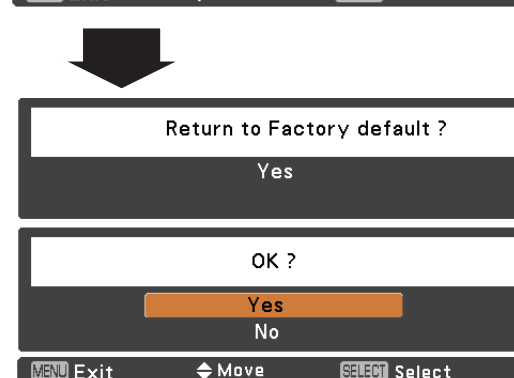 Return to Factory default ?
Yes
OK ?
Yes
No
MENU Exit Move SELECT Select